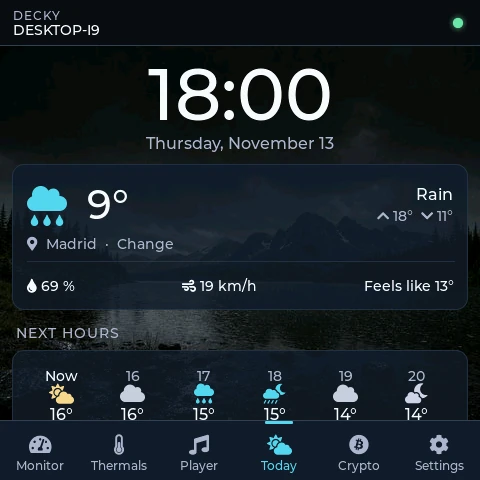 DECKY
DESKTOP-I9
18:00
Thursday, November 13
9°
Rain
18° 11°
Madrid · Change
69 % 19 km/h Feels like 13°
NEXT HOURS
Now 16 17 18 19 20
16° 16° 15° 15° 14° 14°
Monitor Thermals Player Today Crypto Settings